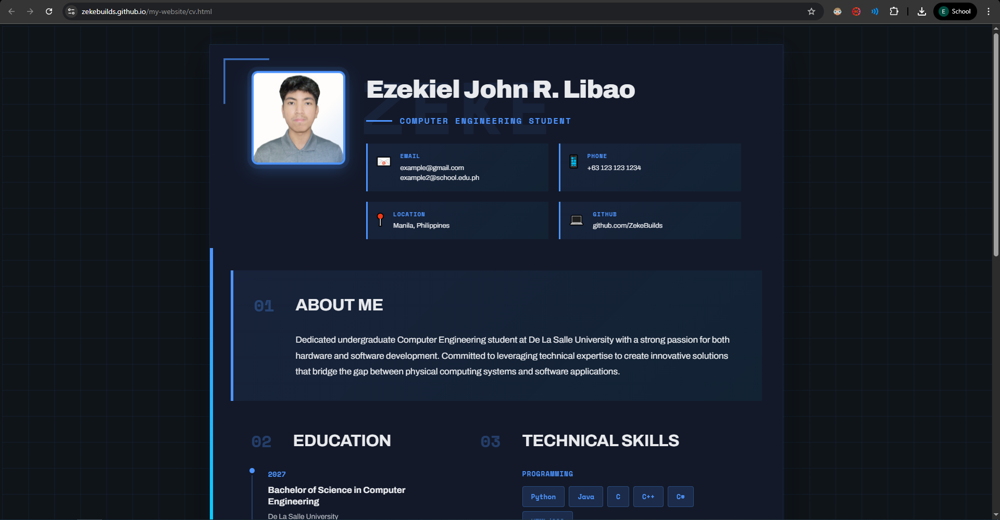 zekebuilds.github.io/my-website/cv.html
E School
ZEKE
Ezekiel John R. Libao
COMPUTER ENGINEERING STUDENT
EMAIL
example@gmail.com
example2@school.edu.ph
PHONE
+63 123 123 1234
LOCATION
Manila, Philippines
GITHUB
github.com/ZekeBuilds
01 ABOUT ME
Dedicated undergraduate Computer Engineering student at De La Salle University with a strong passion for both
hardware and software development. Committed to leveraging technical expertise to create innovative solutions
that bridge the gap between physical computing systems and software applications.
02 EDUCATION
2027
Bachelor of Science in Computer
Engineering
De La Salle University
03 TECHNICAL SKILLS
PROGRAMMING
Python Java C C++ C#